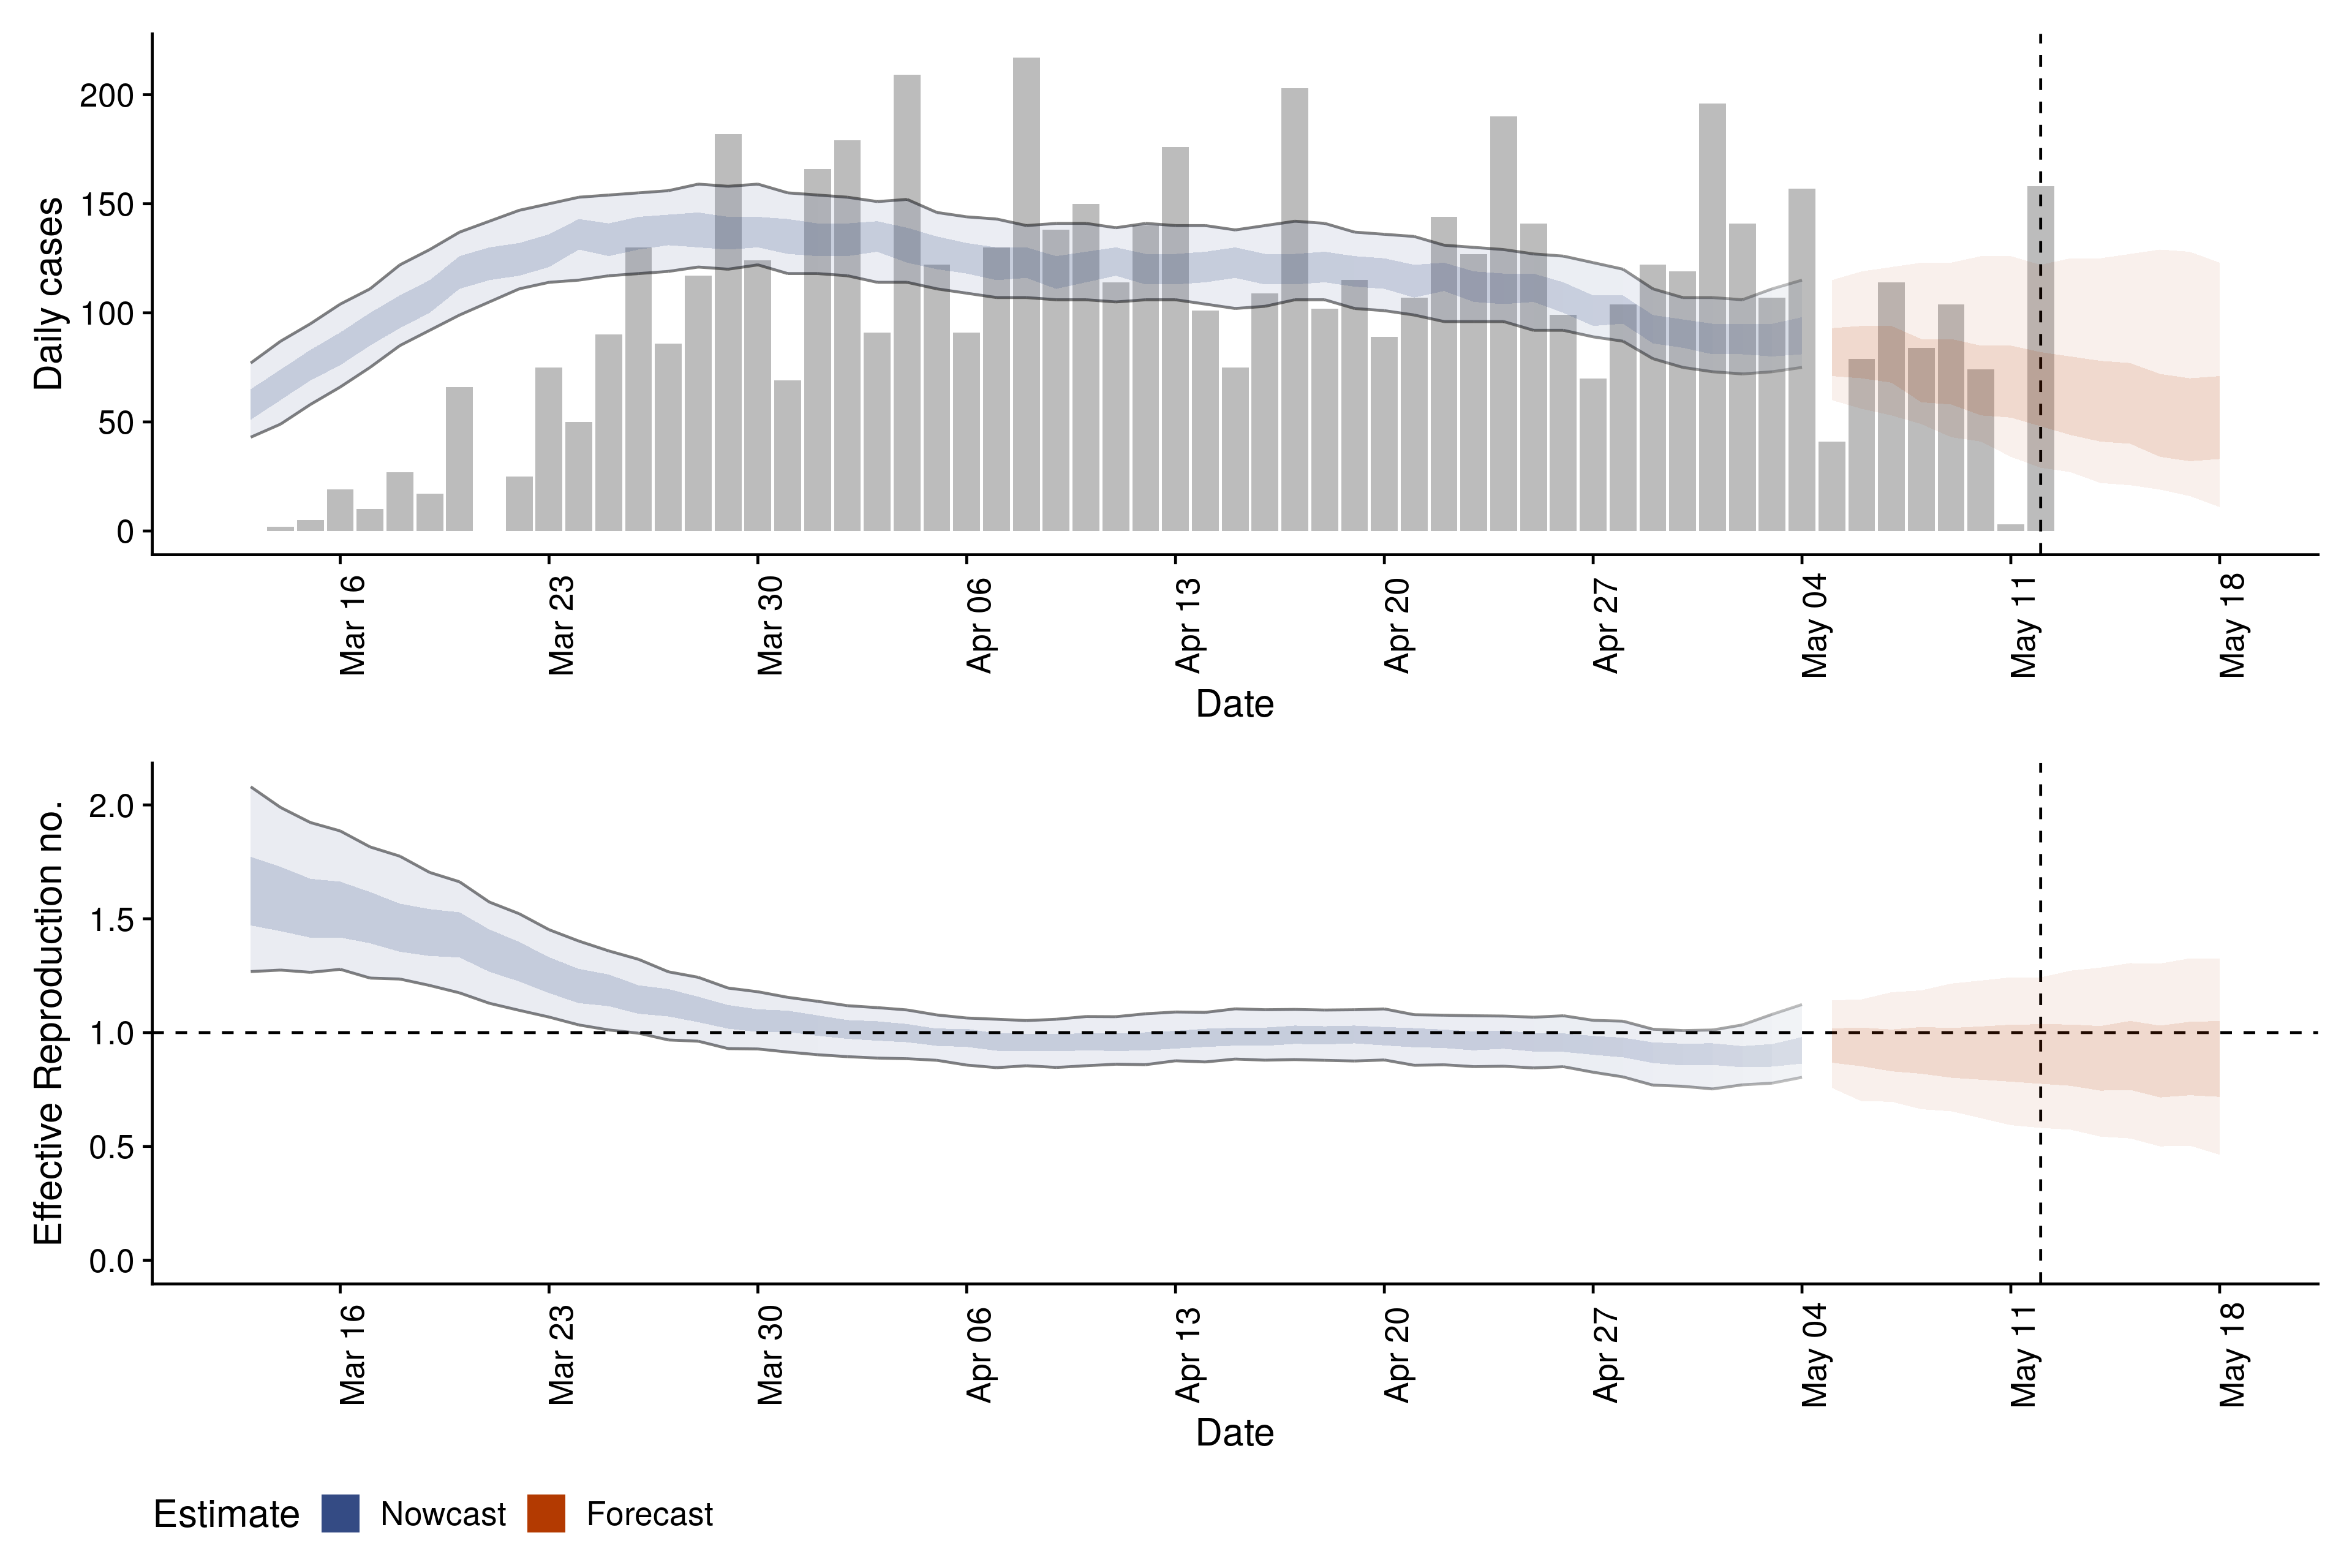 Daily cases
200
150
100
50
0
Mar 16
Mar 23
Mar 30
Apr 06
Apr 13
Apr 20
Apr 27
May 04
May 11
May 18
Date
Effective Reproduction no.
2.0
1.5
1.0
0.5
0.0
Mar 16
Mar 23
Mar 30
Apr 06
Apr 13
Apr 20
Apr 27
May 04
May 11
May 18
Date
Estimate Nowcast Forecast